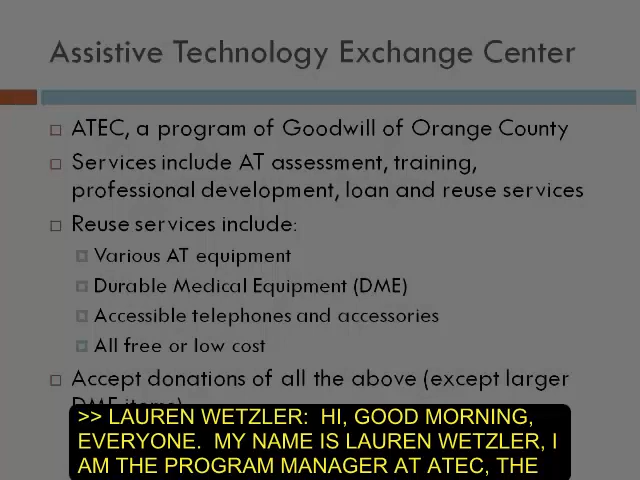 Assistive Technology Exchange Center
ATEC, a program of Goodwill of Orange County
Services include AT assessment, training,
professional development, loan and reuse services
Reuse services include:
Various AT equipment
Durable Medical Equipment (DME)
Accessible telephones and accessories
All free or low cost
Accept donations of all the above (except larger
DME items)
>> LAUREN WETZLER: HI, GOOD MORNING,
EVERYONE. MY NAME IS LAUREN WETZLER, I
AM THE PROGRAM MANAGER AT ATEC, THE